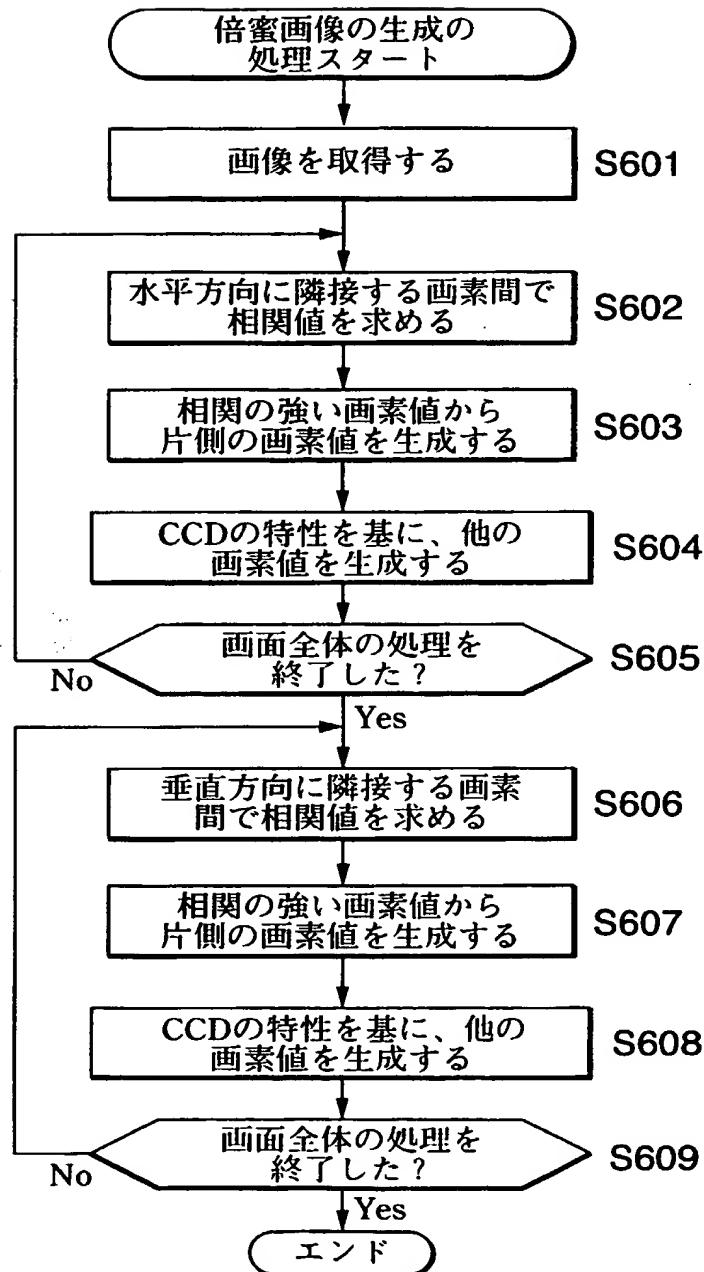 倍蜜画像の生成の
処理スタート
画像を取得する
S601
水平方向に隣接する画素間で
相関値を求める
S602
相関の強い画素値から
片側の画素値を生成する
S603
CCDの特性を基に、他の
画素値を生成する
S604
画面全体の処理を
終了した？
S605
No
Yes
垂直方向に隣接する画素
間で相関値を求める
S606
相関の強い画素値から
片側の画素値を生成する
S607
CCDの特性を基に、他の
画素値を生成する
S608
画面全体の処理を
終了した？
S609
No
Yes
エンド